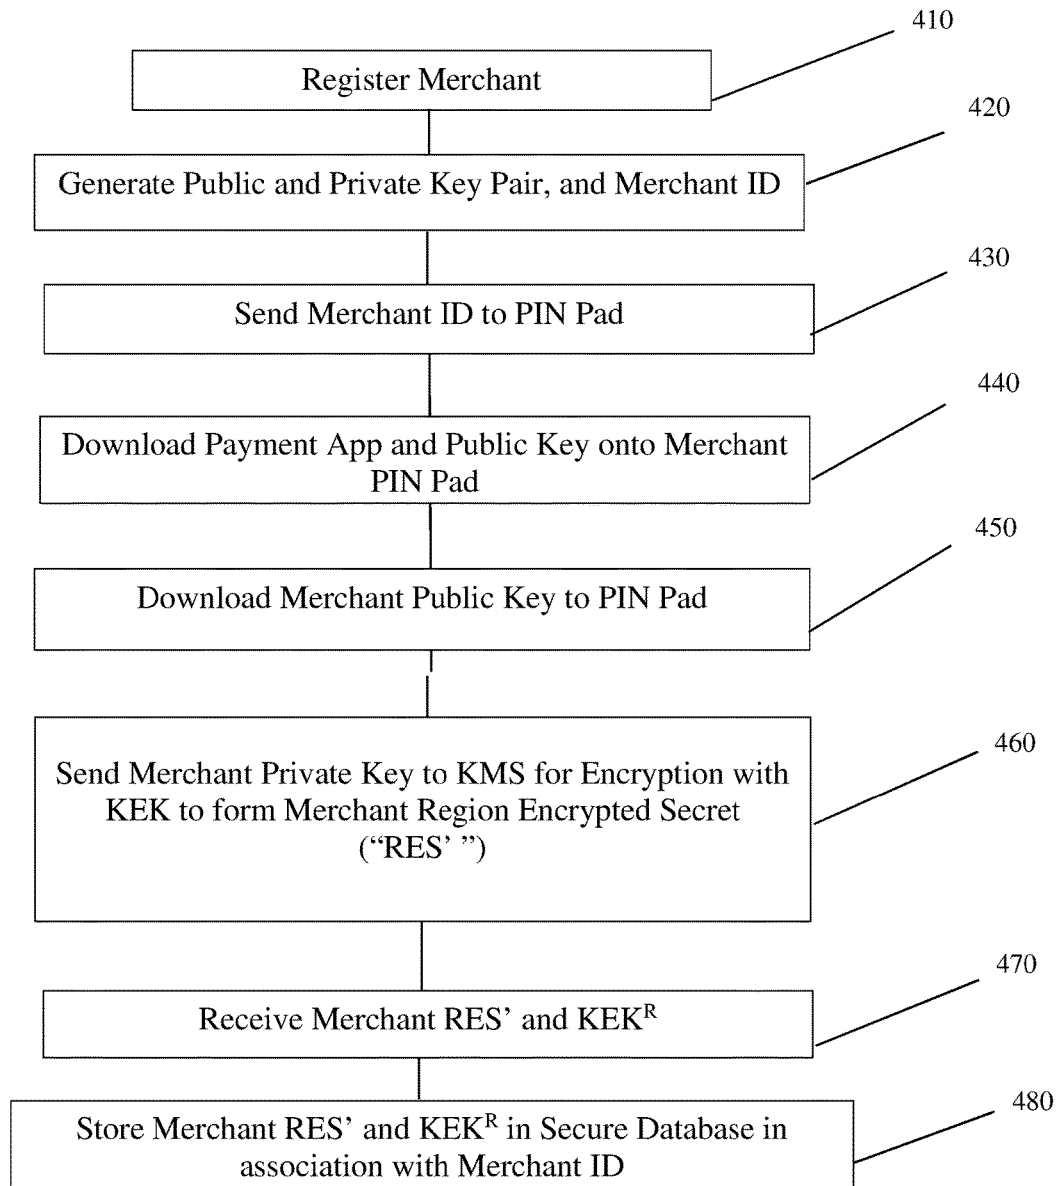 410
Register Merchant
420
Generate Public and Private Key Pair, and Merchant ID
430
Send Merchant ID to PIN Pad
440
Download Payment App and Public Key onto Merchant
PIN Pad
450
Download Merchant Public Key to PIN Pad
460
Send Merchant Private Key to KMS for Encryption with
KEK to form Merchant Region Encrypted Secret
(“RES’ ”)
470
Receive Merchant RES’ and KEKᴿ
480
Store Merchant RES’ and KEKᴿ in Secure Database in
association with Merchant ID